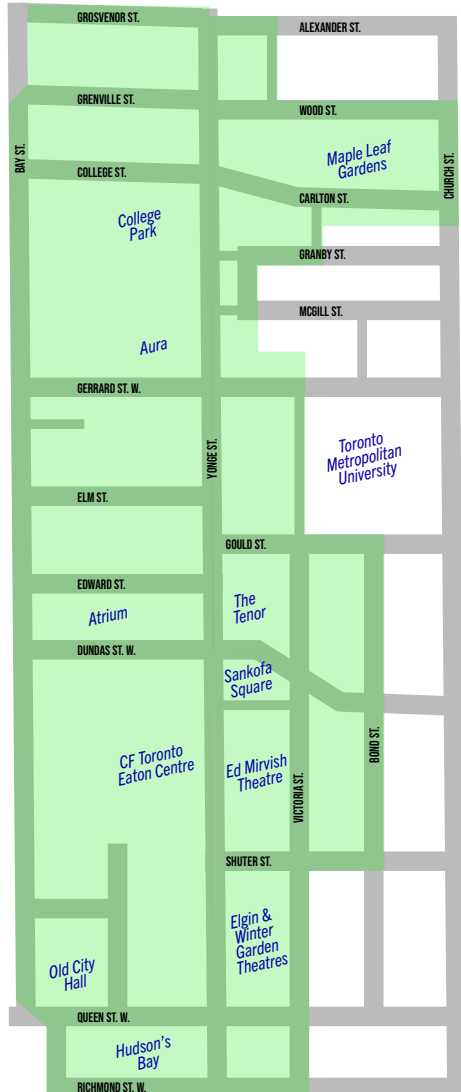 GROSVENOR ST.
ALEXANDER ST.
GRENVILLE ST.
WOOD ST.
BAY ST.
Maple Leaf
Gardens
CHURCH ST.
COLLEGE ST.
CARLTON ST.
College
Park
GRANBY ST.
MCGILL ST.
Aura
GERRARD ST. W.
YONGE ST.
Toronto
Metropolitan
University
ELM ST.
GOULD ST.
EDWARD ST.
Atrium
The
Tenor
DUNDAS ST. W.
Sankofa
Square
CF Toronto
Eaton Centre
Ed Mirvish
Theatre
VICTORIA ST.
BOND ST.
SHUTER ST.
Elgin &
Winter
Garden
Theatres
Old City
Hall
QUEEN ST. W.
Hudson's
Bay
RICHMOND ST. W.